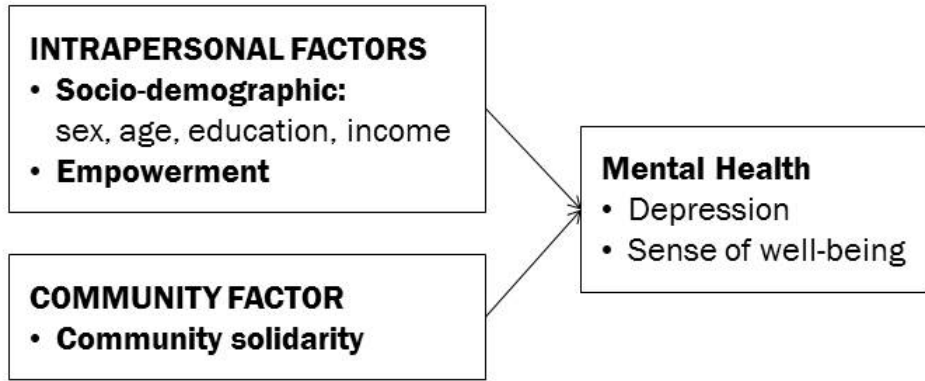 INTRAPERSONAL FACTORS
• Socio-demographic:
sex, age, education, income
• Empowerment
COMMUNITY FACTOR
• Community solidarity
Mental Health
• Depression
• Sense of well-being